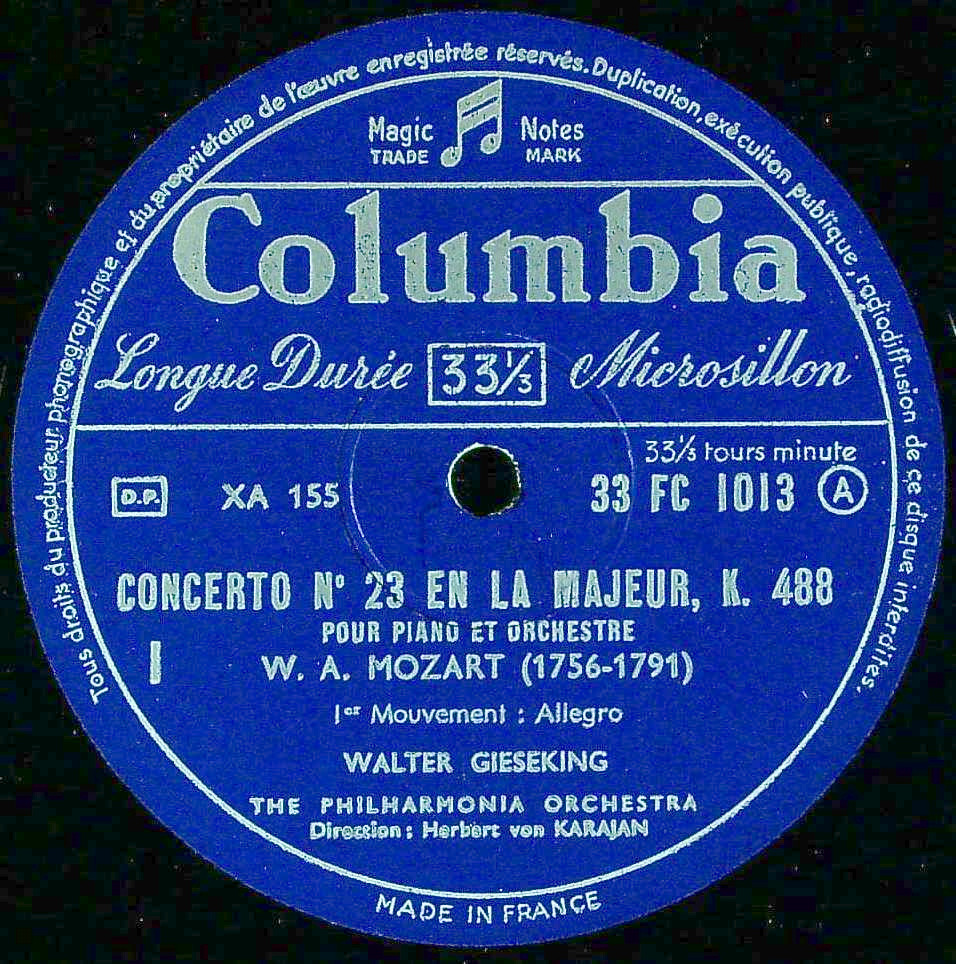 Tous droits du producteur phonographique et du propriétaire de l'œuvre enregistrée réservés. Duplication, exécution publique, radiodiffusion de ce disque interdites.
Magic Notes
TRADE MARK
Columbia
Longue Durée 33⅓ Microsillon
33⅓ tours minute
D.P. XA 155 33 FC 1013 A
CONCERTO Nº 23 EN LA MAJEUR, K. 488
POUR PIANO ET ORCHESTRE
I W. A. MOZART (1756-1791)
Iᵉʳ Mouvement : Allegro
WALTER GIESEKING
THE PHILHARMONIA ORCHESTRA
Direction : Herbert von KARAJAN
MADE IN FRANCE